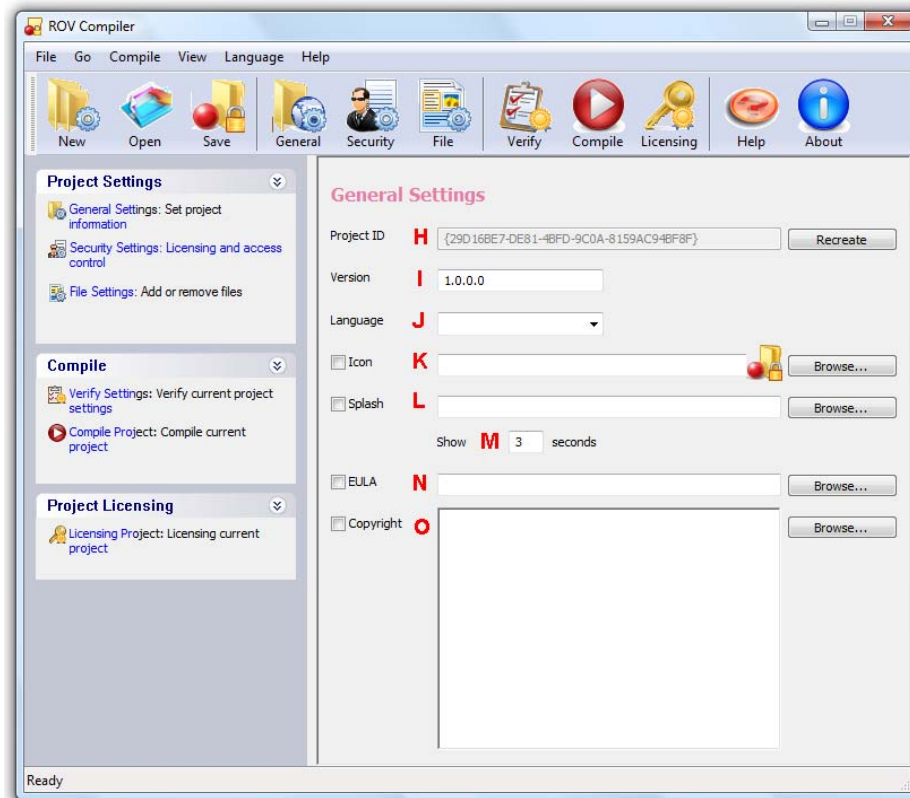 ROV Compiler
File Go Compile View Language Help
New Open Save General Security File Verify Compile Licensing Help About
Project Settings
General Settings: Set project
information
Security Settings: Licensing and access
control
File Settings: Add or remove files
Compile
Verify Settings: Verify current project
settings
Compile Project: Compile current
project
Project Licensing
Licensing Project: Licensing current
project
General Settings
Project ID H {29D16BE7-DE81-4BFD-9C0A-8159AC94BF8F} Recreate
Version I 1.0.0.0
Language J
Icon K Browse...
Splash L Browse...
Show M 3 seconds
EULA N Browse...
Copyright O Browse...
Ready